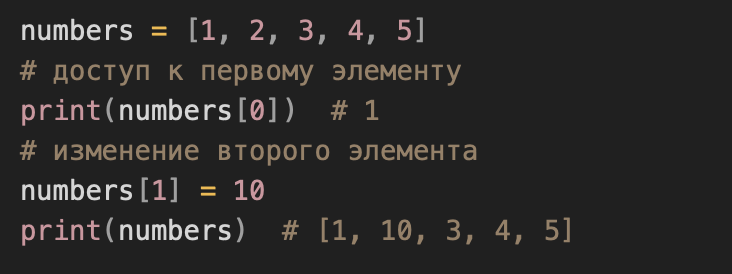 numbers = [1, 2, 3, 4, 5]
# доступ к первому элементу
print(numbers[0])  # 1
# изменение второго элемента
numbers[1] = 10
print(numbers)  # [1, 10, 3, 4, 5]